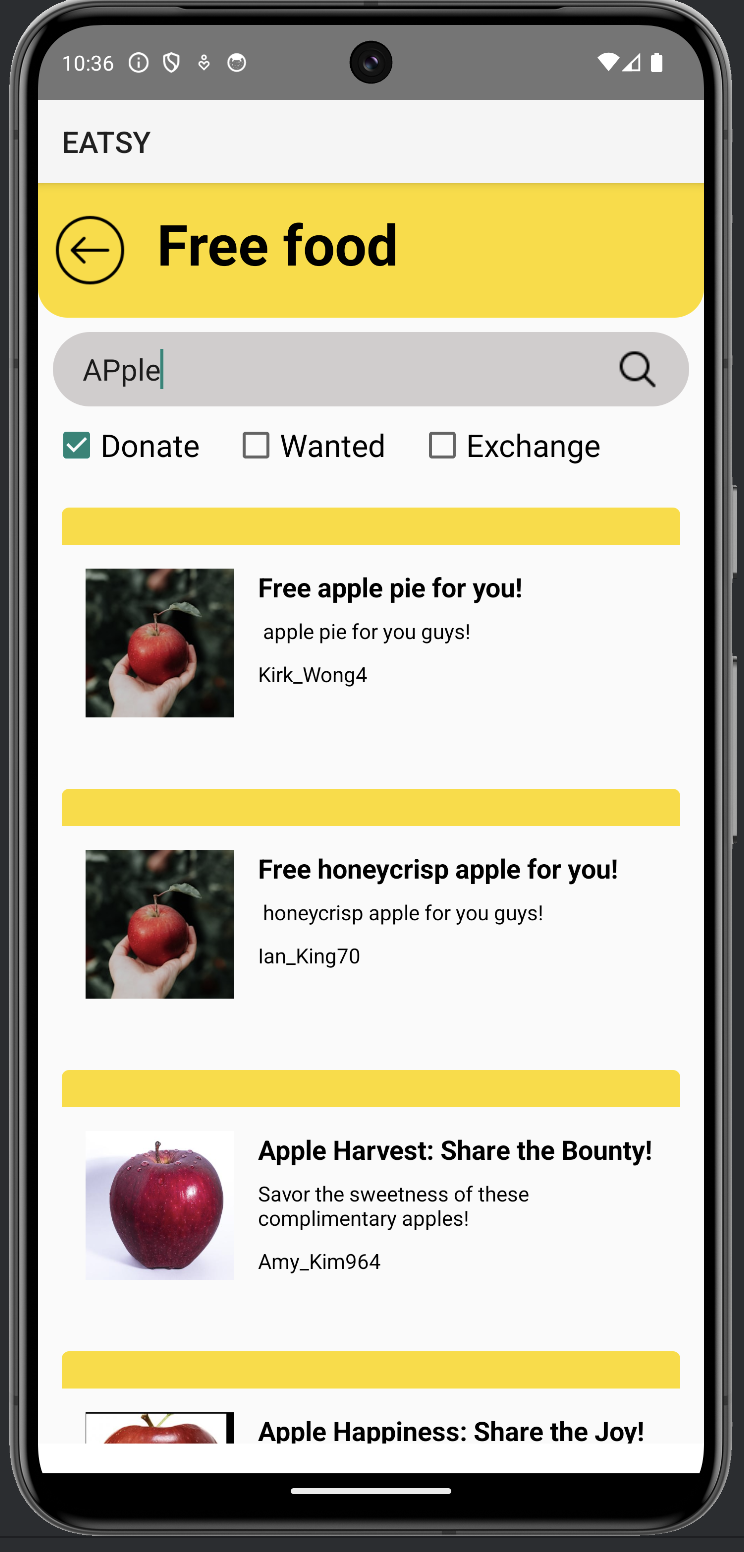 10:36
EATSY
Free food
APple
Donate Wanted Exchange
Free apple pie for you!
apple pie for you guys!
Kirk_Wong4
Free honeycrisp apple for you!
honeycrisp apple for you guys!
Ian_King70
Apple Harvest: Share the Bounty!
Savor the sweetness of these
complimentary apples!
Amy_Kim964
Apple Happiness: Share the Joy!